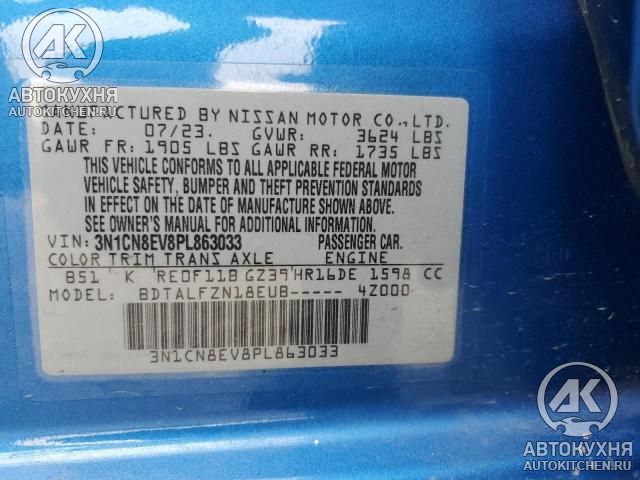 АК
АВТОКУХНЯ
AUTOKITCHEN.RU
MANUFACTURED BY NISSAN MOTOR CO.,LTD.
DATE: 07/23. GVWR: 3624 LBS
GAWR FR: 1905 LBS GAWR RR: 1735 LBS
THIS VEHICLE CONFORMS TO ALL APPLICABLE FEDERAL MOTOR
VEHICLE SAFETY, BUMPER AND THEFT PREVENTION STANDARDS
IN EFFECT ON THE DATE OF MANUFACTURE SHOWN ABOVE.
SEE OWNER'S MANUAL FOR ADDITIONAL INFORMATION.
VIN: 3N1CN8EV8PL863033 PASSENGER CAR.
COLOR TRIM TRANS AXLE ENGINE
B51 K RE0F11B GZ39 HR16DE 1598 CC
MODEL: BDTALFZN18EUB----- 4Z000
3N1CN8EV8PL863033
АК
АВТОКУХНЯ
AUTOKITCHEN.RU